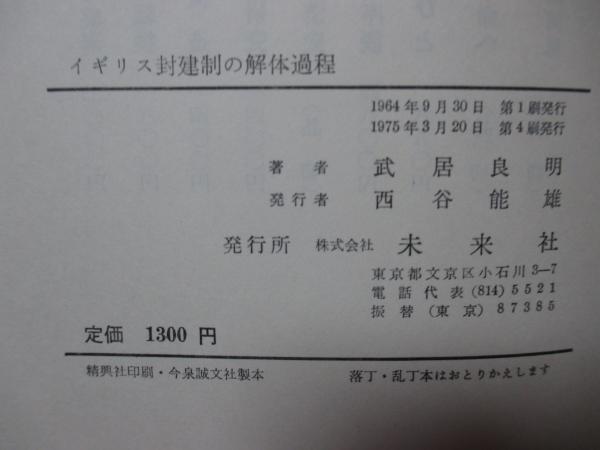 イギリス封建制の解体過程
1964年9月30日 第1刷発行
1975年3月20日 第4刷発行
著者 武居良明
発行者 西谷能雄
発行所 株式会社 未来社
東京都文京区小石川3—7
電話代表(814)5521
振替(東京)87385
定価 1300円
精興社印刷・今泉誠文社製本
落丁・乱丁本はおとりかえします